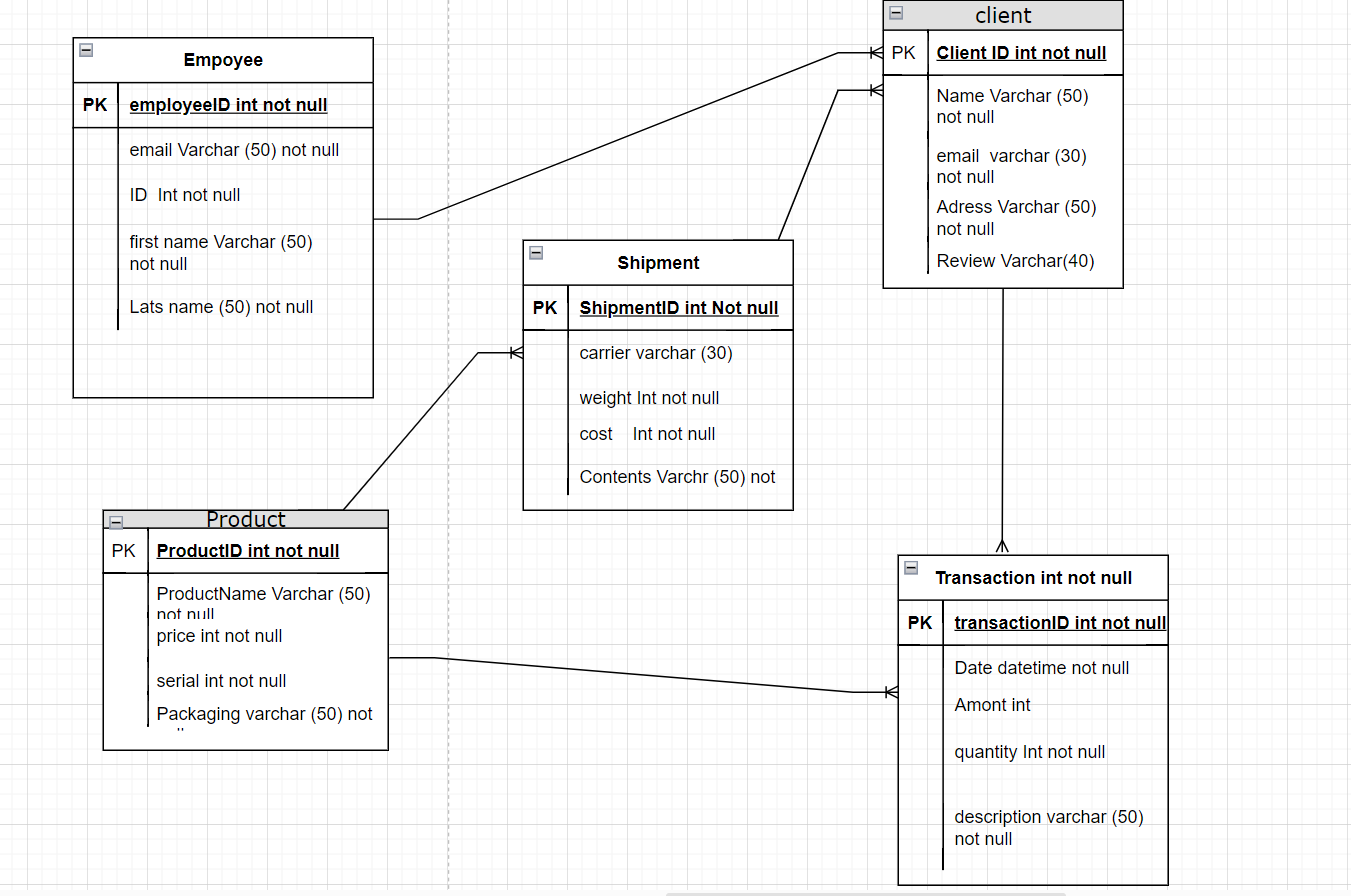 Empoyee
PK employeeID int not null
email Varchar (50) not null
ID Int not null
first name Varchar (50)
not null
Lats name (50) not null
client
PK Client ID int not null
Name Varchar (50)
not null
email varchar (30)
not null
Adress Varchar (50)
not null
Review Varchar(40)
Shipment
PK ShipmentID int Not null
carrier varchar (30)
weight Int not null
cost Int not null
Contents Varchr (50) not
Product
PK ProductID int not null
ProductName Varchar (50)
not null
price int not null
serial int not null
Packaging varchar (50) not
Transaction int not null
PK transactionID int not null
Date datetime not null
Amont int
quantity Int not null
description varchar (50)
not null